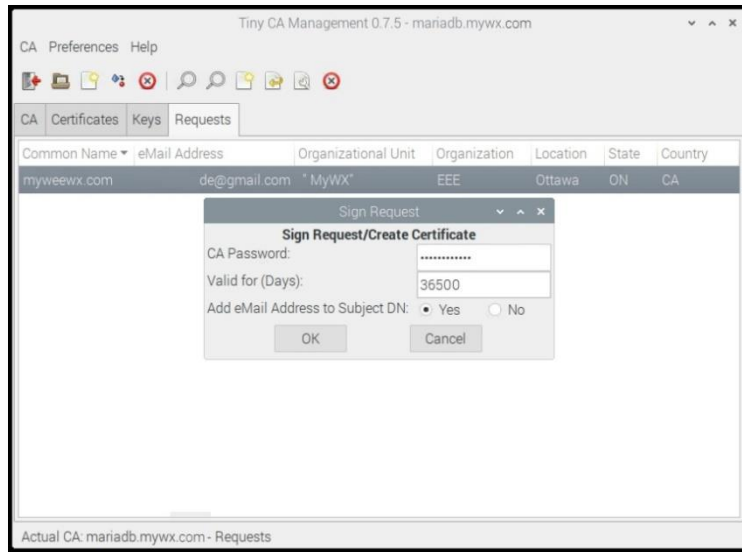 Tiny CA Management 0.7.5 - mariadb.mywx.com
CA Preferences Help
CA Certificates Keys Requests
Common Name eMail Address Organizational Unit Organization Location State Country
myweewx.com de@gmail.com " MyWX" EEE Ottawa ON CA
Sign Request
Sign Request/Create Certificate
CA Password: ............
Valid for (Days): 36500
Add eMail Address to Subject DN: Yes No
OK Cancel
Actual CA: mariadb.mywx.com - Requests